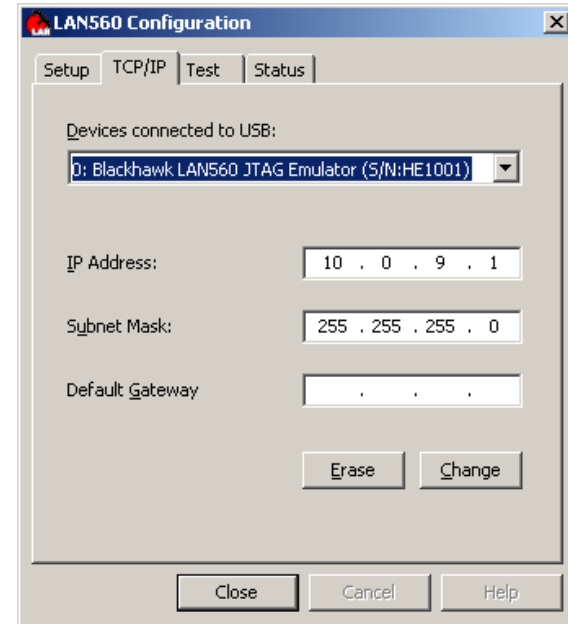 LAN560 Configuration
LAN
Setup TCP/IP Test Status
Devices connected to USB:
0: Blackhawk LAN560 JTAG Emulator (S/N:HE1001)
IP Address: 10 . 0 . 9 . 1
Subnet Mask: 255 . 255 . 255 . 0
Default Gateway . . .
Erase Change
Close Cancel Help